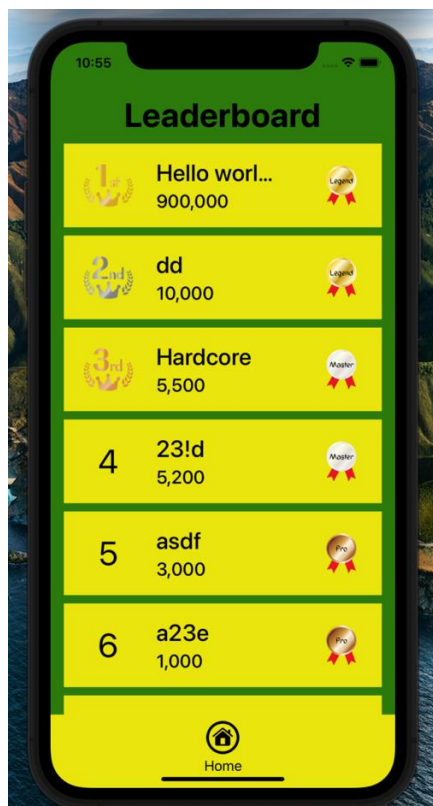 10:55
Leaderboard
1st
Hello worl...
900,000
Legend
2nd
dd
10,000
Legend
3rd
Hardcore
5,500
Master
4
23!d
5,200
Master
5
asdf
3,000
Pro
6
a23e
1,000
Pro
Home